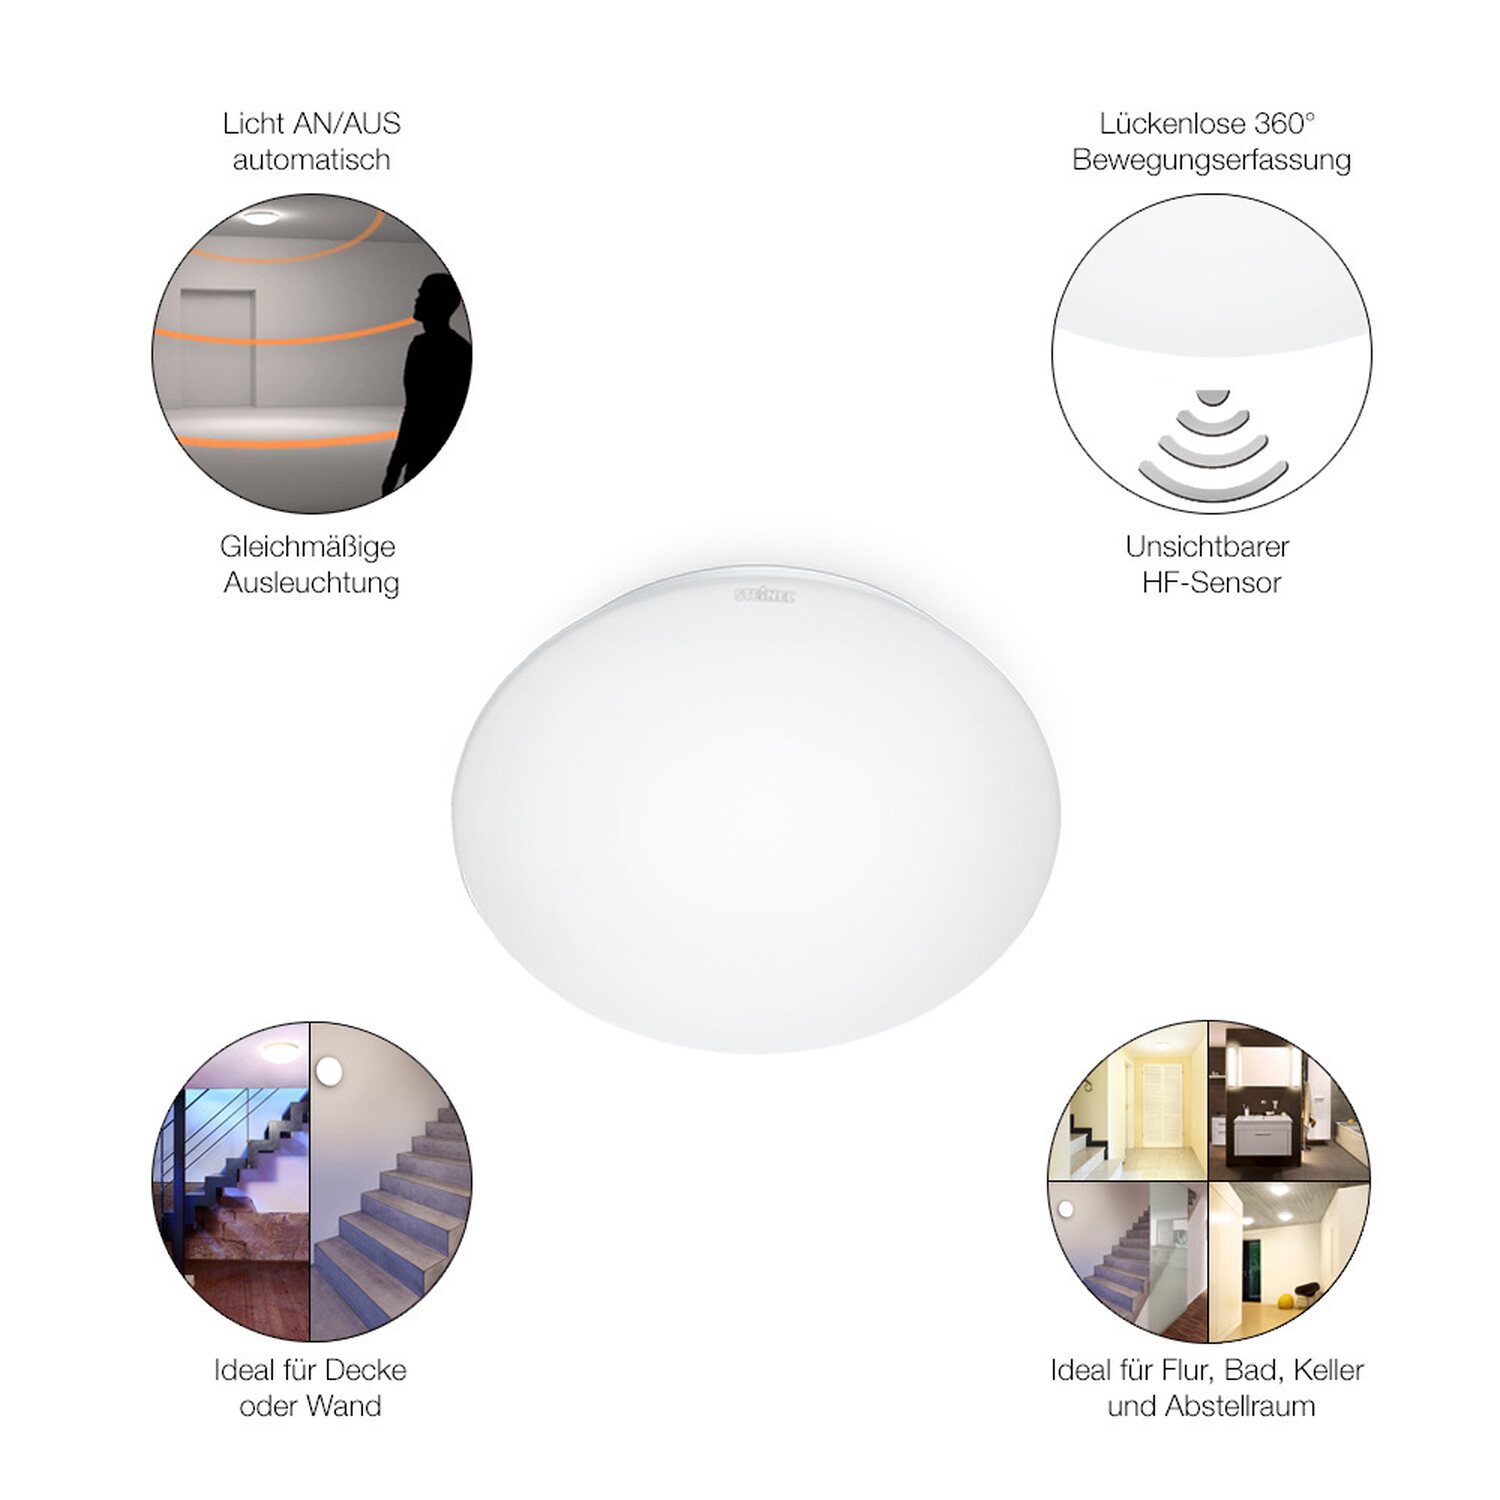 Licht AN/AUS
automatisch
Gleichmäßige
Ausleuchtung
Lückenlose 360°
Bewegungserfassung
Unsichtbarer
HF-Sensor
STEINEL
Ideal für Decke
oder Wand
Ideal für Flur, Bad, Keller
und Abstellraum